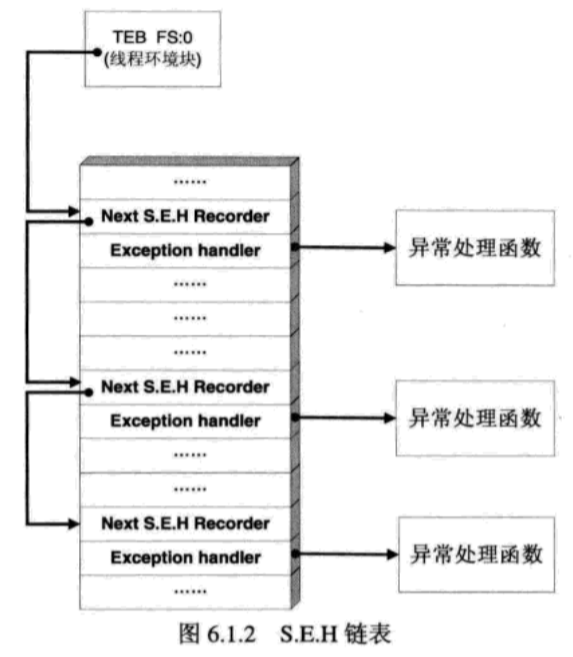 TEB FS:0
(线程环境块)
……
Next S.E.H Recorder
Exception handler
异常处理函数
……
……
……
Next S.E.H Recorder
Exception handler
异常处理函数
……
……
Next S.E.H Recorder
Exception handler
异常处理函数
……
图 6.1.2 S.E.H 链表